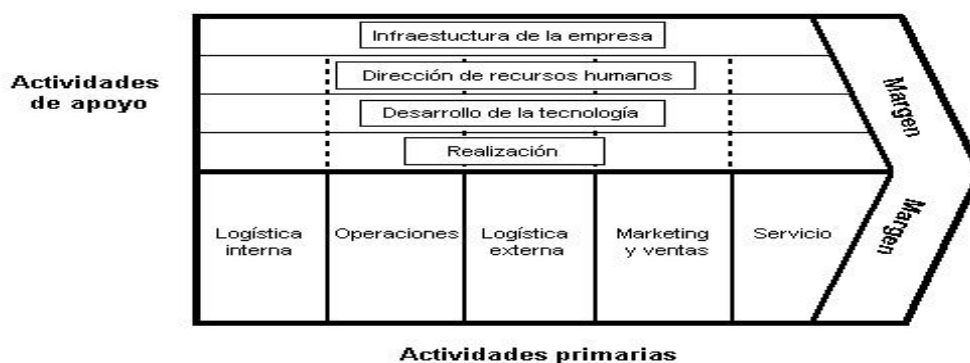 Infraestuctura de la empresa
Dirección de recursos humanos
Desarrollo de la tecnología
Realización
Actividades
de apoyo
Margen
Margen
Logística
interna
Operaciones
Logística
externa
Marketing
y ventas
Servicio
Actividades primarias